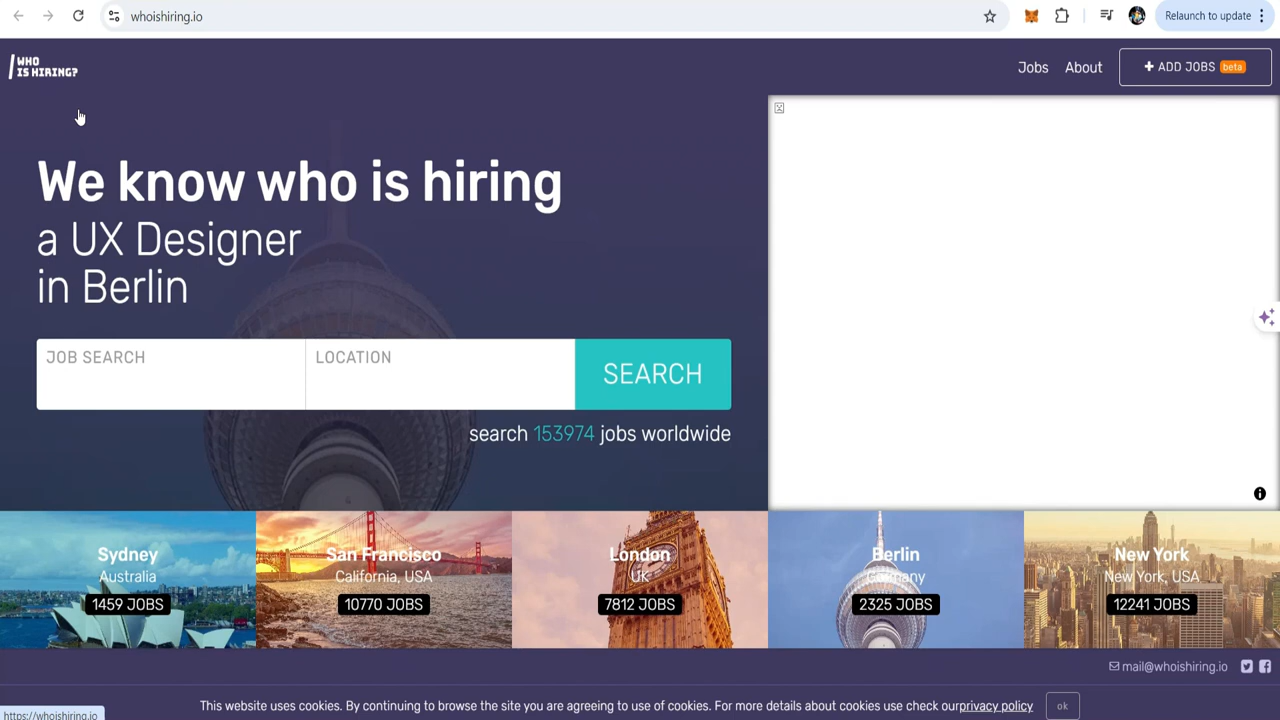 whoishiring.io
Relaunch to update
WHO
IS HIRING?
Jobs
About
+ ADD JOBS beta
We know who is hiring
a UX Designer
in Berlin
JOB SEARCH
LOCATION
SEARCH
search 153974 jobs worldwide
Sydney
Australia
1459 JOBS
San Francisco
California, USA
10770 JOBS
London
UK
7812 JOBS
Berlin
Germany
2325 JOBS
New York
New York, USA
12241 JOBS
mail@whoishiring.io
This website uses cookies. By continuing to browse the site you are agreeing to use of cookies. For more details about cookies use check our privacy policy
ok
https://whoishiring.io